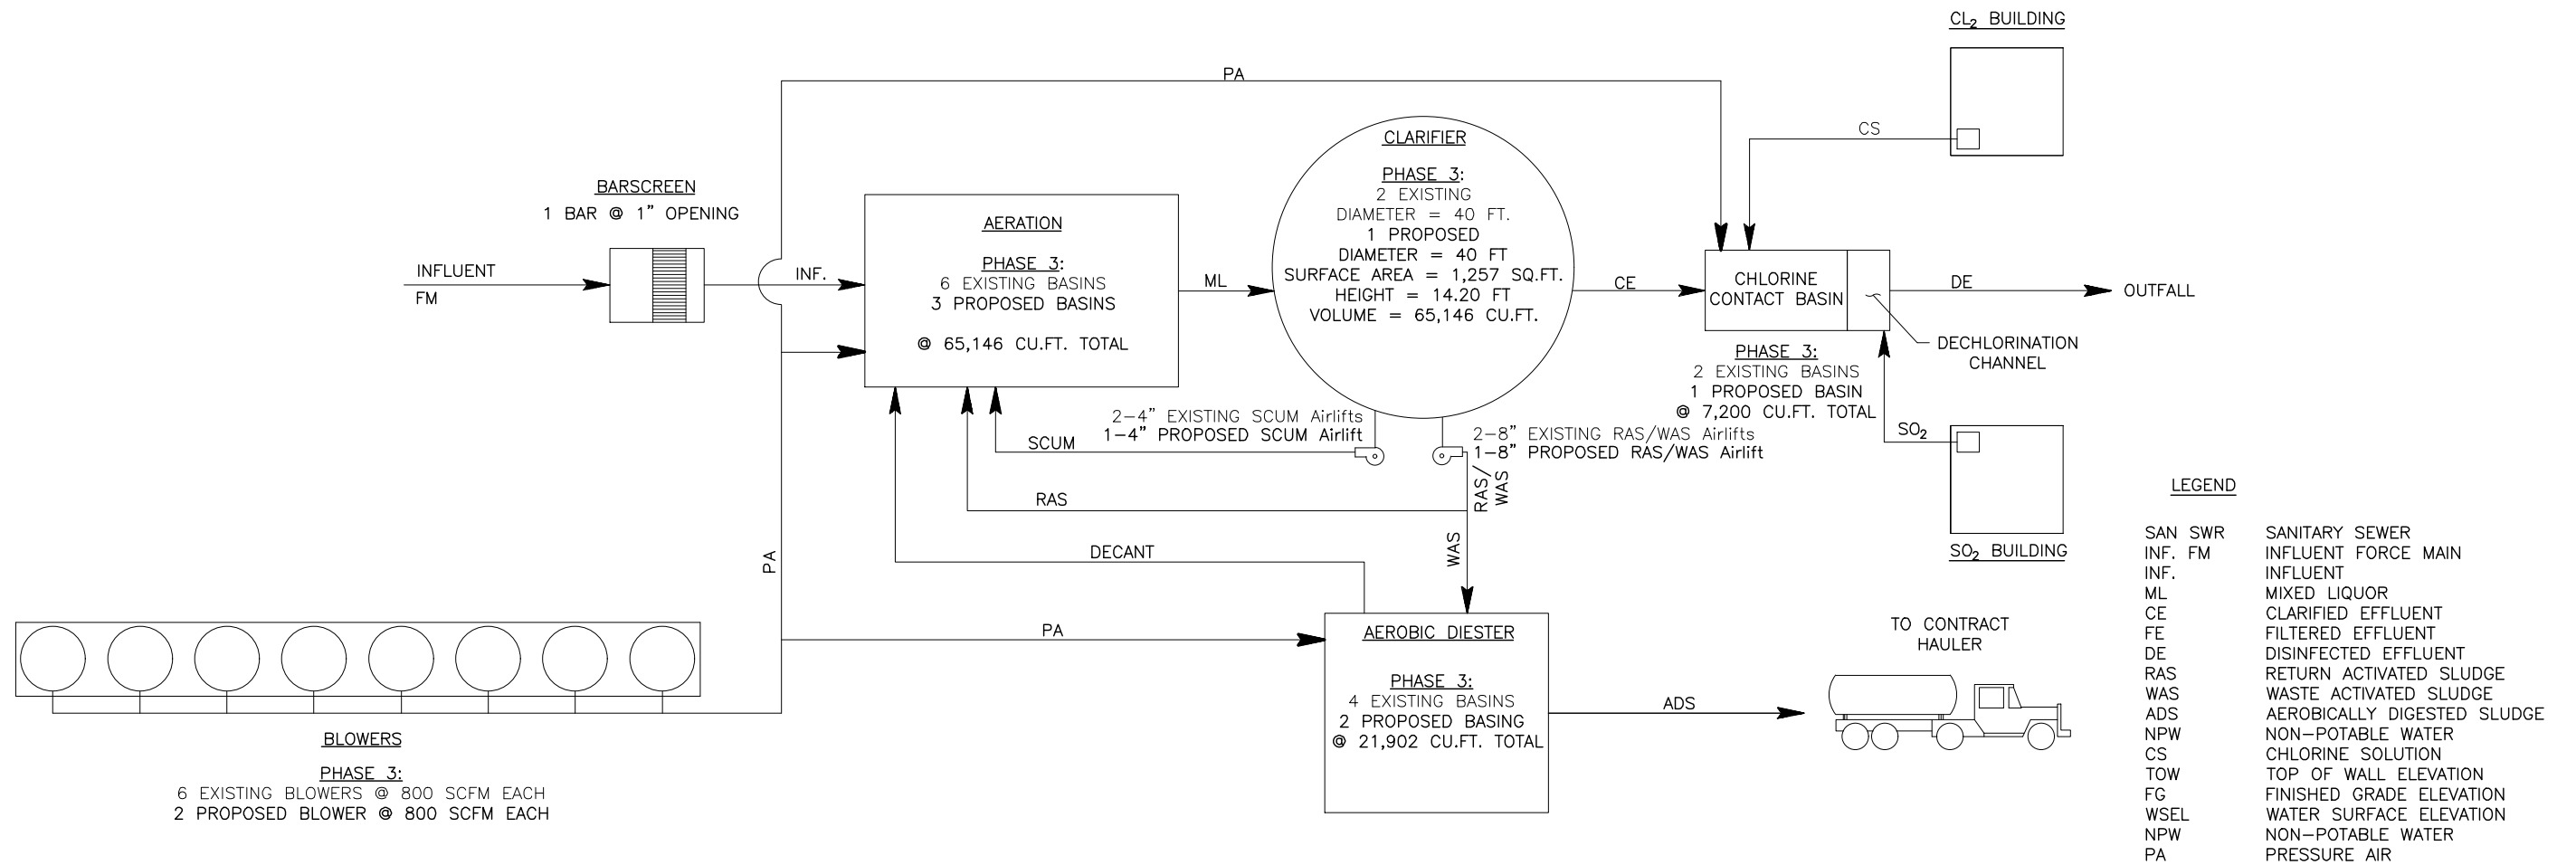 CL2 BUILDING
PA
CS
CLARIFIER
PHASE 3:
2 EXISTING
DIAMETER = 40 FT.
1 PROPOSED
DIAMETER = 40 FT
SURFACE AREA = 1,257 SQ.FT.
HEIGHT = 14.20 FT
VOLUME = 65,146 CU.FT.
BARSCREEN
1 BAR @ 1" OPENING
INFLUENT
FM
INF.
AERATION
PHASE 3:
6 EXISTING BASINS
3 PROPOSED BASINS
@ 65,146 CU.FT. TOTAL
ML
CE
CHLORINE
CONTACT BASIN
DE
OUTFALL
DECHLORINATION
CHANNEL
PHASE 3:
2 EXISTING BASINS
1 PROPOSED BASIN
@ 7,200 CU.FT. TOTAL
2-4" EXISTING SCUM Airlifts
1-4" PROPOSED SCUM Airlift
SCUM
2-8" EXISTING RAS/WAS Airlifts
1-8" PROPOSED RAS/WAS Airlift
SO2
RAS/
WAS
RAS
WAS
DECANT
PA
SO2 BUILDING
PA
AEROBIC DIESTER
PHASE 3:
4 EXISTING BASINS
2 PROPOSED BASING
@ 21,902 CU.FT. TOTAL
ADS
TO CONTRACT
HAULER
BLOWERS
PHASE 3:
6 EXISTING BLOWERS @ 800 SCFM EACH
2 PROPOSED BLOWER @ 800 SCFM EACH
LEGEND
SAN SWR SANITARY SEWER
INF. FM INFLUENT FORCE MAIN
INF. INFLUENT
ML MIXED LIQUOR
CE CLARIFIED EFFLUENT
FE FILTERED EFFLUENT
DE DISINFECTED EFFLUENT
RAS RETURN ACTIVATED SLUDGE
WAS WASTE ACTIVATED SLUDGE
ADS AEROBICALLY DIGESTED SLUDGE
NPW NON-POTABLE WATER
CS CHLORINE SOLUTION
TOW TOP OF WALL ELEVATION
FG FINISHED GRADE ELEVATION
WSEL WATER SURFACE ELEVATION
NPW NON-POTABLE WATER
PA PRESSURE AIR